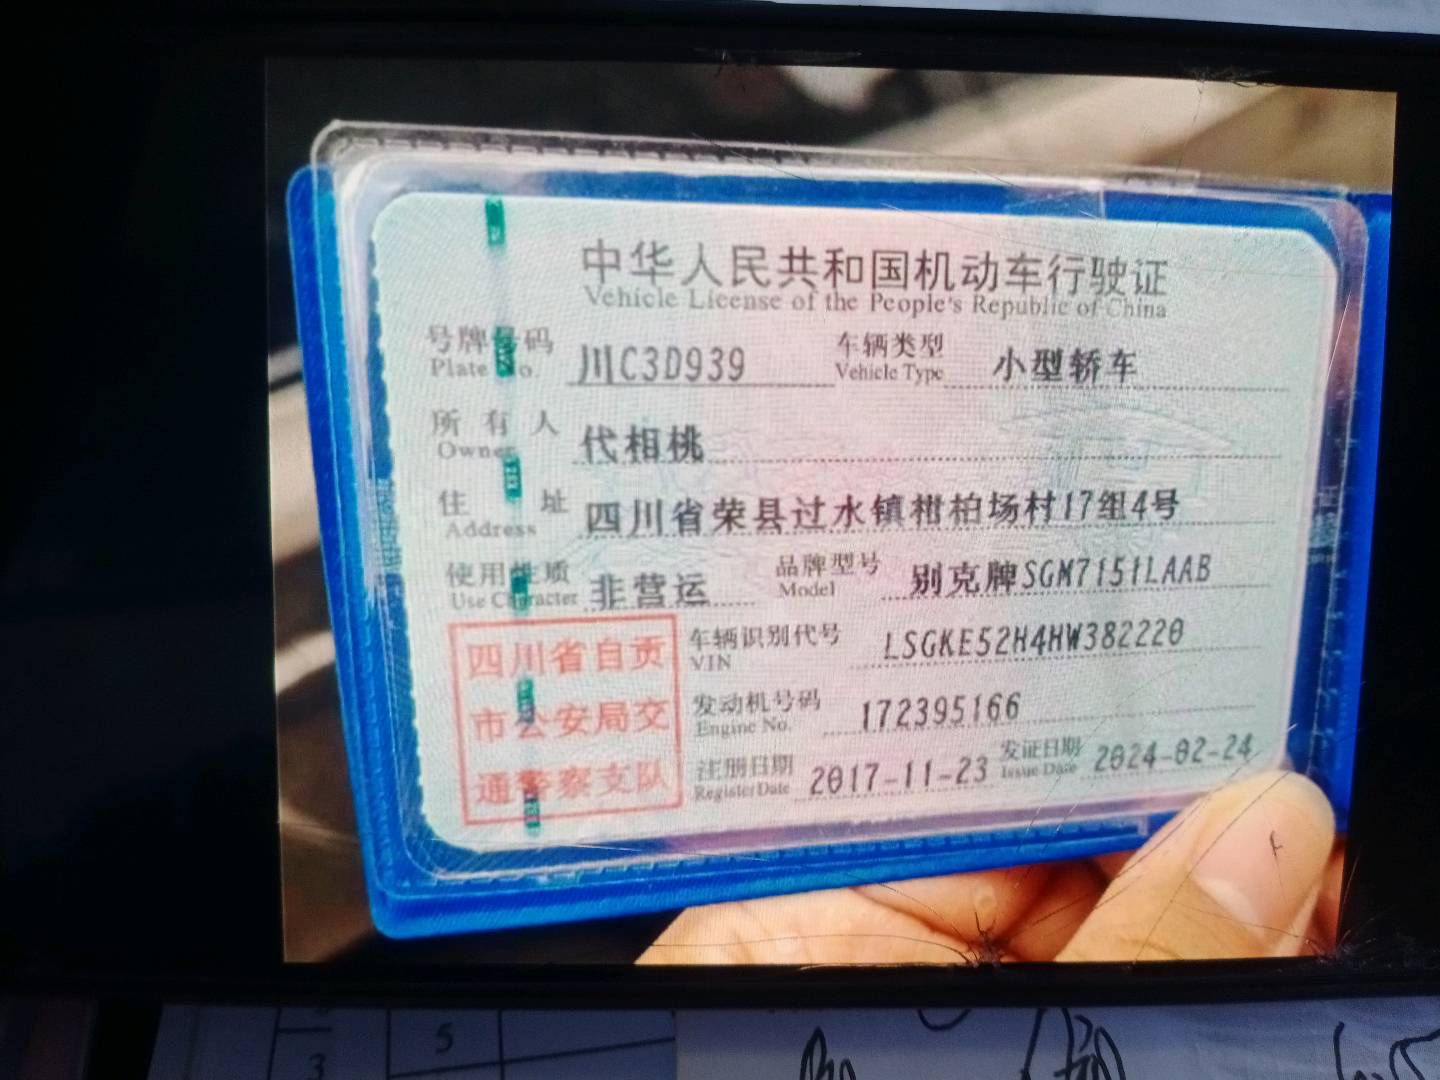 中华人民共和国机动车行驶证
Vehicle License of the People's Republic of China
号牌号码 川C3D939 车辆类型 小型轿车
Plate No. Vehicle Type
所有人 代相桃
Owner
住址 四川省荣县过水镇柑柏场村17组4号
Address
使用性质 非营运 品牌型号 别克牌SGM7151LAAB
Use Character Model
四川省自贡
市公安局交
通警察支队
车辆识别代号 LSGKE52H4HW382220
VIN
发动机号码 172395166
Engine No.
注册日期 2017-11-23 发证日期 2024-02-24
Register Date Issue Date
5
3